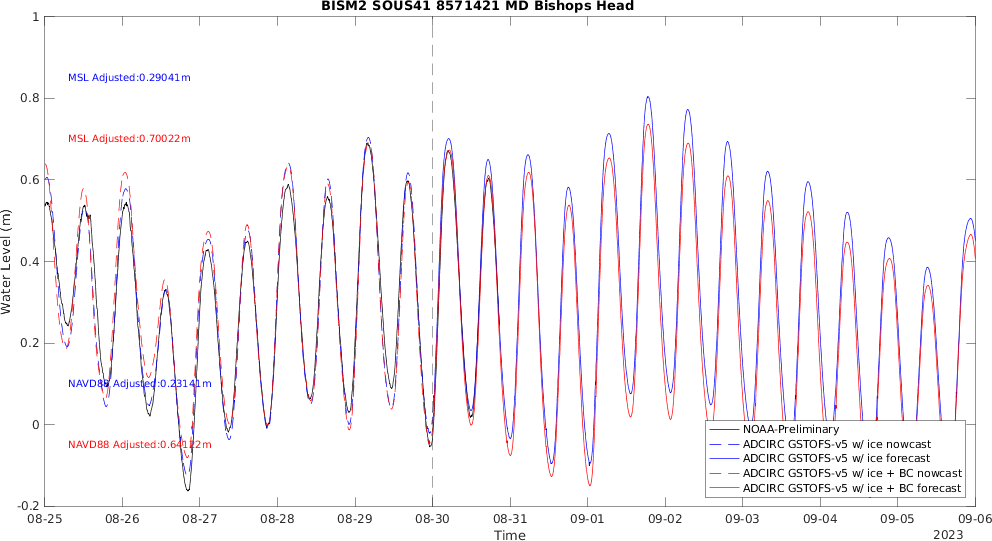 BISM2 SOUS41 8571421 MD Bishops Head
Water Level (m)
1
0.8
0.6
0.4
0.2
0
-0.2
MSL Adjusted:0.29041m
MSL Adjusted:0.70022m
NAVD88 Adjusted:0.23141m
NAVD88 Adjusted:0.64122m
NOAA-Preliminary
ADCIRC GSTOFS-v5 w/ ice nowcast
ADCIRC GSTOFS-v5 w/ ice forecast
ADCIRC GSTOFS-v5 w/ ice + BC nowcast
ADCIRC GSTOFS-v5 w/ ice + BC forecast
08-25 08-26 08-27 08-28 08-29 08-30 08-31 09-01 09-02 09-03 09-04 09-05 09-06
Time
2023